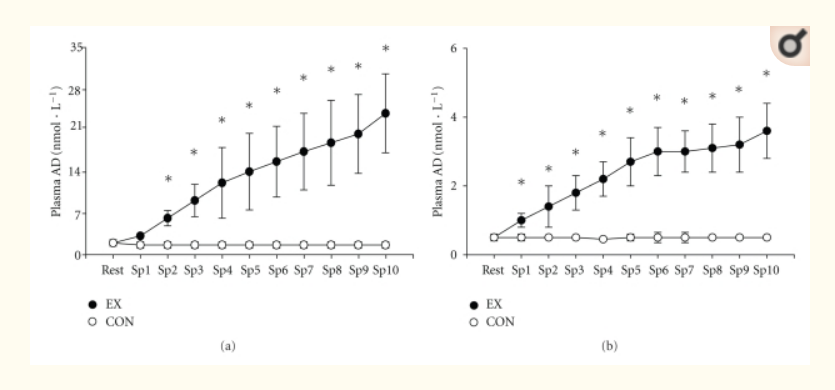 35
28
21
14
7
0
Plasma AD (nmol · L⁻¹)
* * * * * * * * *
Rest Sp1 Sp2 Sp3 Sp4 Sp5 Sp6 Sp7 Sp8 Sp9 Sp10
EX
CON
(a)
6
4
2
0
Plasma AD (nmol · L⁻¹)
* * * * * * * * * *
Rest Sp1 Sp2 Sp3 Sp4 Sp5 Sp6 Sp7 Sp8 Sp9 Sp10
EX
CON
(b)